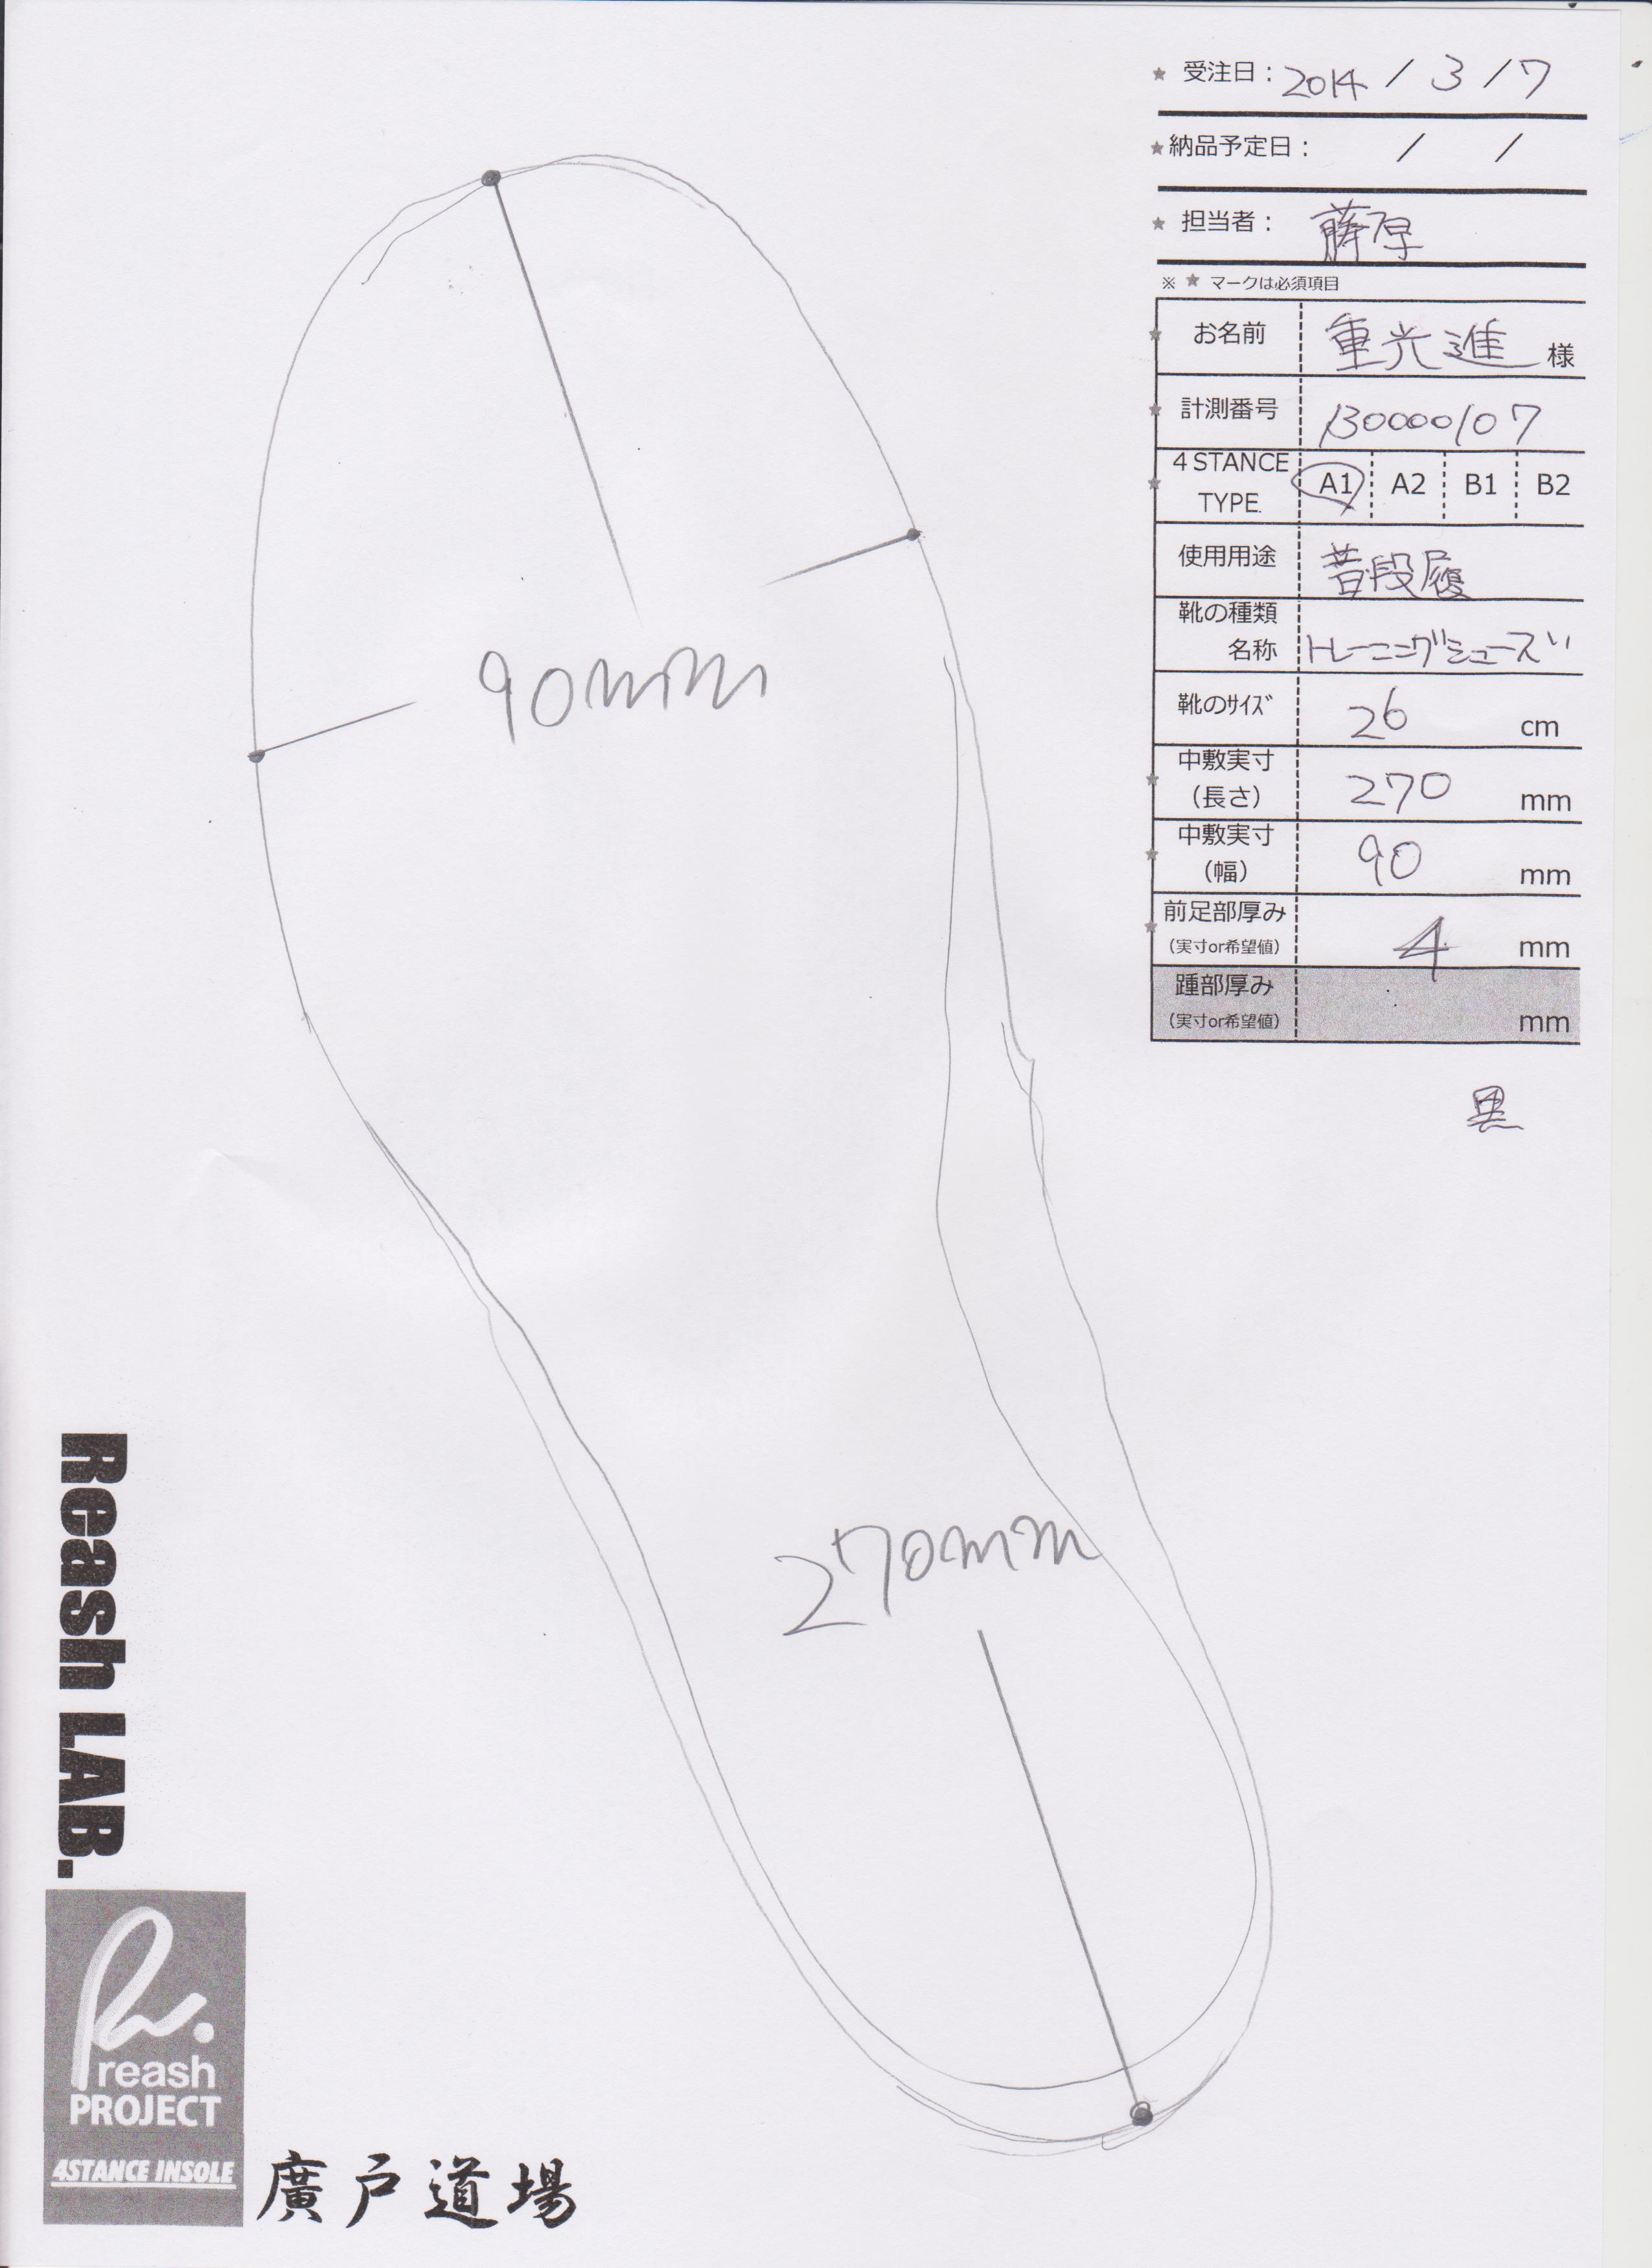 ★ 受注日：2014 / 3 / 7
★ 納品予定日： / /
★ 担当者： 藤原
※ ★ マークは必須項目
★ お名前 重光進 様
★ 計測番号 B0000107
★ 4STANCE TYPE. A1 A2 B1 B2
使用用途 普段履
靴の種類 名称 トレーニングシューズ
靴のサイズ 26 cm
★ 中敷実寸（長さ） 270 mm
★ 中敷実寸（幅） 90 mm
★ 前足部厚み（実寸or希望値） 4 mm
踵部厚み（実寸or希望値） mm
黒
90mm
270mm
Reash LAB.
R.
reash
PROJECT
4STANCE INSOLE
廣戸道場